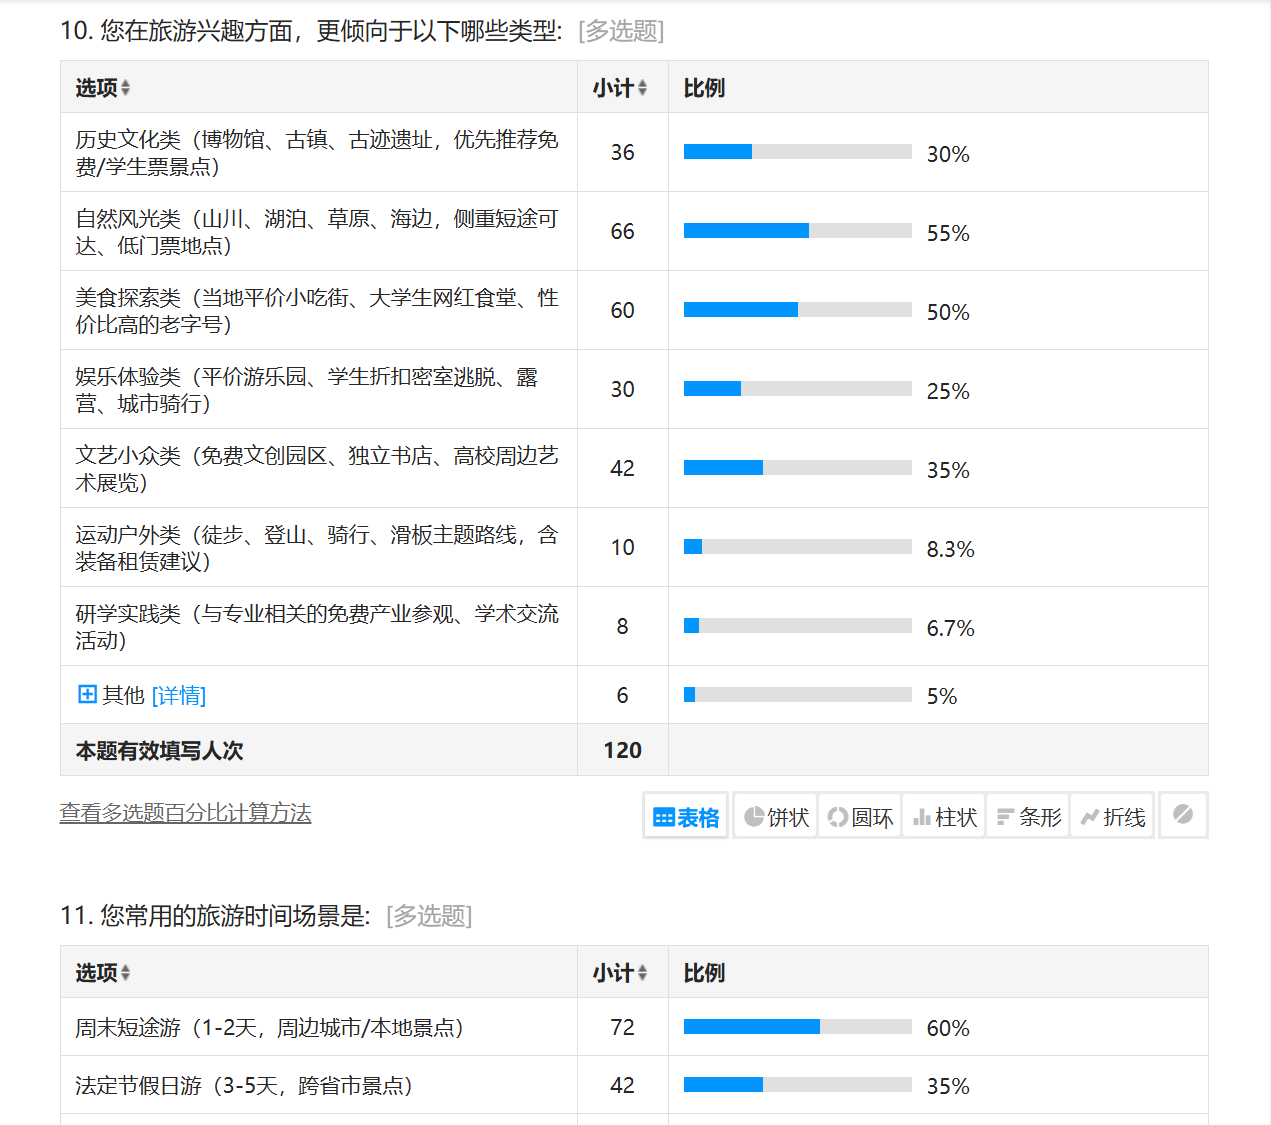 10. 您在旅游兴趣方面，更倾向于以下哪些类型: [多选题]
选项 小计 比例
历史文化类（博物馆、古镇、古迹遗址，优先推荐免
费/学生票景点） 36 30%
自然风光类（山川、湖泊、草原、海边，侧重短途可
达、低门票地点） 66 55%
美食探索类（当地平价小吃街、大学生网红食堂、性
价比高的老字号） 60 50%
娱乐体验类（平价游乐园、学生折扣密室逃脱、露
营、城市骑行） 30 25%
文艺小众类（免费文创园区、独立书店、高校周边艺
术展览） 42 35%
运动户外类（徒步、登山、骑行、滑板主题路线，含
装备租赁建议） 10 8.3%
研学实践类（与专业相关的免费产业参观、学术交流
活动） 8 6.7%
其他 [详情] 6 5%
本题有效填写人次 120
查看多选题百分比计算方法 表格 饼状 圆环 柱状 条形 折线
11. 您常用的旅游时间场景是: [多选题]
选项 小计 比例
周末短途游（1-2天，周边城市/本地景点） 72 60%
法定节假日游（3-5天，跨省市景点） 42 35%